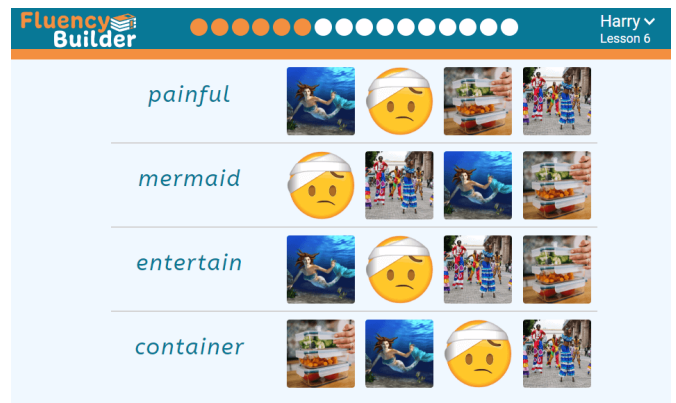 Fluency
Builder
Harry
Lesson 6
painful
mermaid
entertain
container